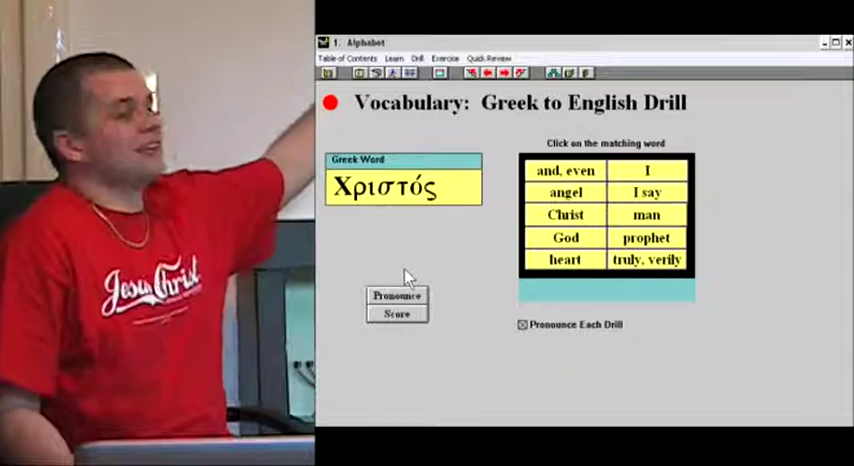 Jesus Christ
1. Alphabet
Table of Contents Learn Drill Exercise Quick Review
Vocabulary: Greek to English Drill
Click on the matching word
Greek Word
Χριστός
and, even I
angel I say
Christ man
God prophet
heart truly, verily
Pronounce
Score
Pronounce Each Drill